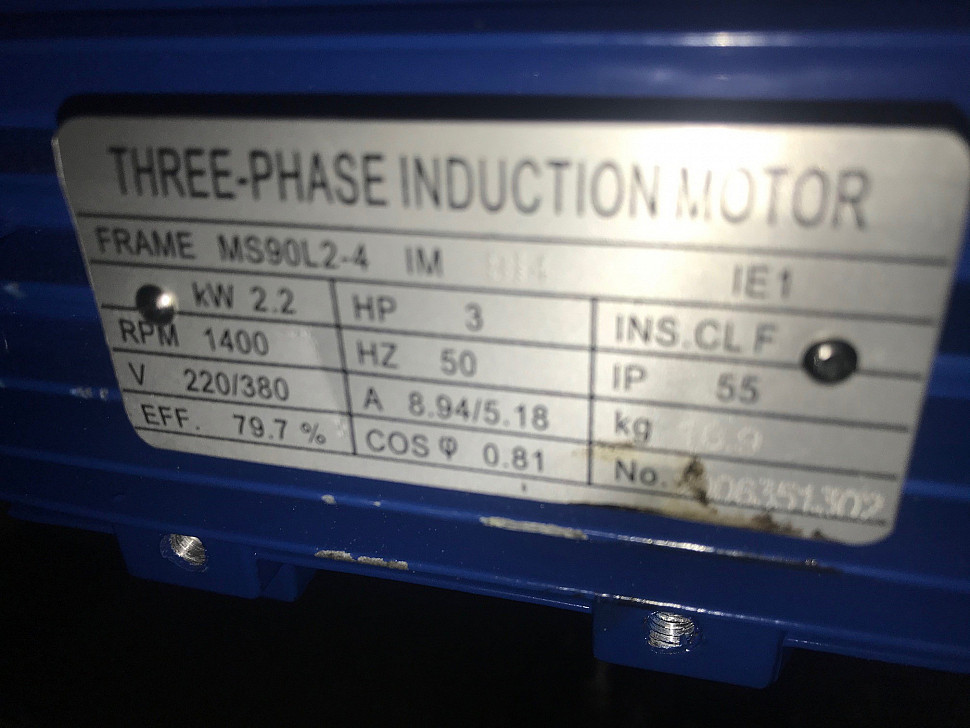 THREE-PHASE INDUCTION MOTOR
FRAME MS90L2-4 IM IE1
kW 2.2 HP 3 INS.CL F
RPM 1400 HZ 50 IP 55
V 220/380 A 8.94/5.18 kg
EFF. 79.7 % COS φ 0.81 No.